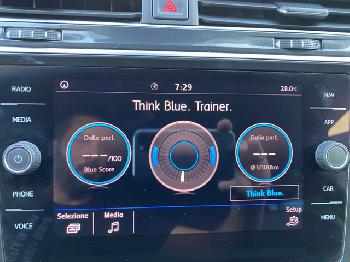 RADIO
MEDIA
PHONE
VOICE
7:29
28.0°C
Think Blue. Trainer.
Dalla part.
--- /100
Blue Score
Dalla part.
---
Ø l/100km
Think Blue.
Selezione
Media
Setup
NAV
APP
CAR
MENU